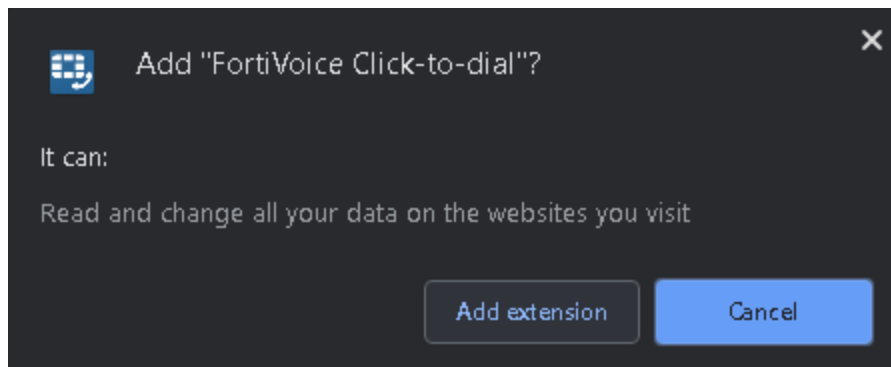 Add "FortiVoice Click-to-dial"?
It can:
Read and change all your data on the websites you visit
Add extension
Cancel